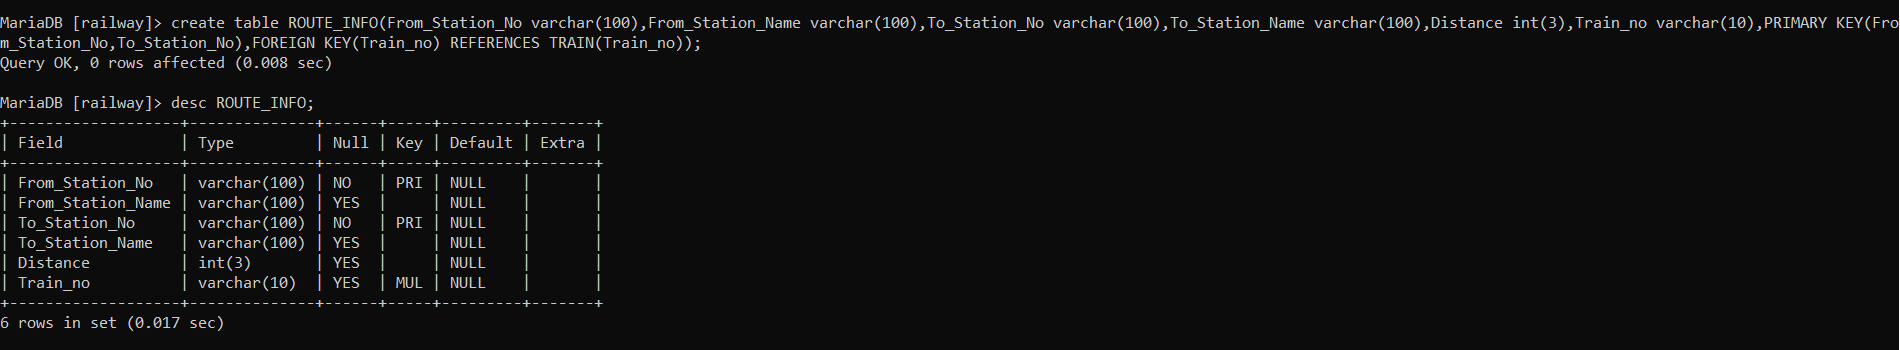 MariaDB [railway]> create table ROUTE_INFO(From_Station_No varchar(100),From_Station_Name varchar(100),To_Station_No varchar(100),To_Station_Name varchar(100),Distance int(3),Train_no varchar(10),PRIMARY KEY(Fro
m_Station_No,To_Station_No),FOREIGN KEY(Train_no) REFERENCES TRAIN(Train_no));
Query OK, 0 rows affected (0.008 sec)
MariaDB [railway]> desc ROUTE_INFO;
+-------------------+--------------+------+-----+---------+-------+
| Field             | Type         | Null | Key | Default | Extra |
+-------------------+--------------+------+-----+---------+-------+
| From_Station_No   | varchar(100) | NO   | PRI | NULL    |       |
| From_Station_Name | varchar(100) | YES  |     | NULL    |       |
| To_Station_No     | varchar(100) | NO   | PRI | NULL    |       |
| To_Station_Name   | varchar(100) | YES  |     | NULL    |       |
| Distance          | int(3)       | YES  |     | NULL    |       |
| Train_no          | varchar(10)  | YES  | MUL | NULL    |       |
+-------------------+--------------+------+-----+---------+-------+
6 rows in set (0.017 sec)